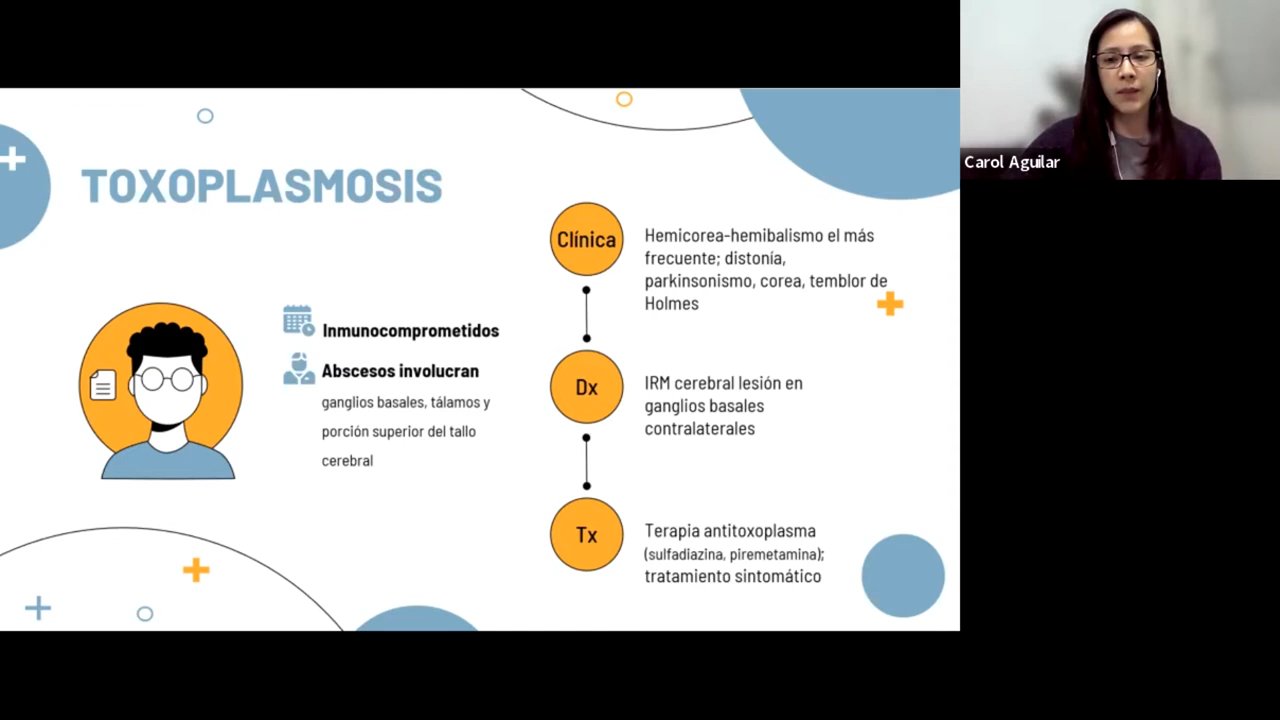 Carol Aguilar
TOXOPLASMOSIS
Inmunocomprometidos
Abscesos involucran
ganglios basales, tálamos y
porción superior del tallo
cerebral
Clínica
Hemicorea-hemibalismo el más
frecuente; distonía,
parkinsonismo, corea, temblor de
Holmes
Dx
IRM cerebral lesión en
ganglios basales
contralaterales
Tx
Terapia antitoxoplasma
(sulfadiazina, piremetamina);
tratamiento sintomático